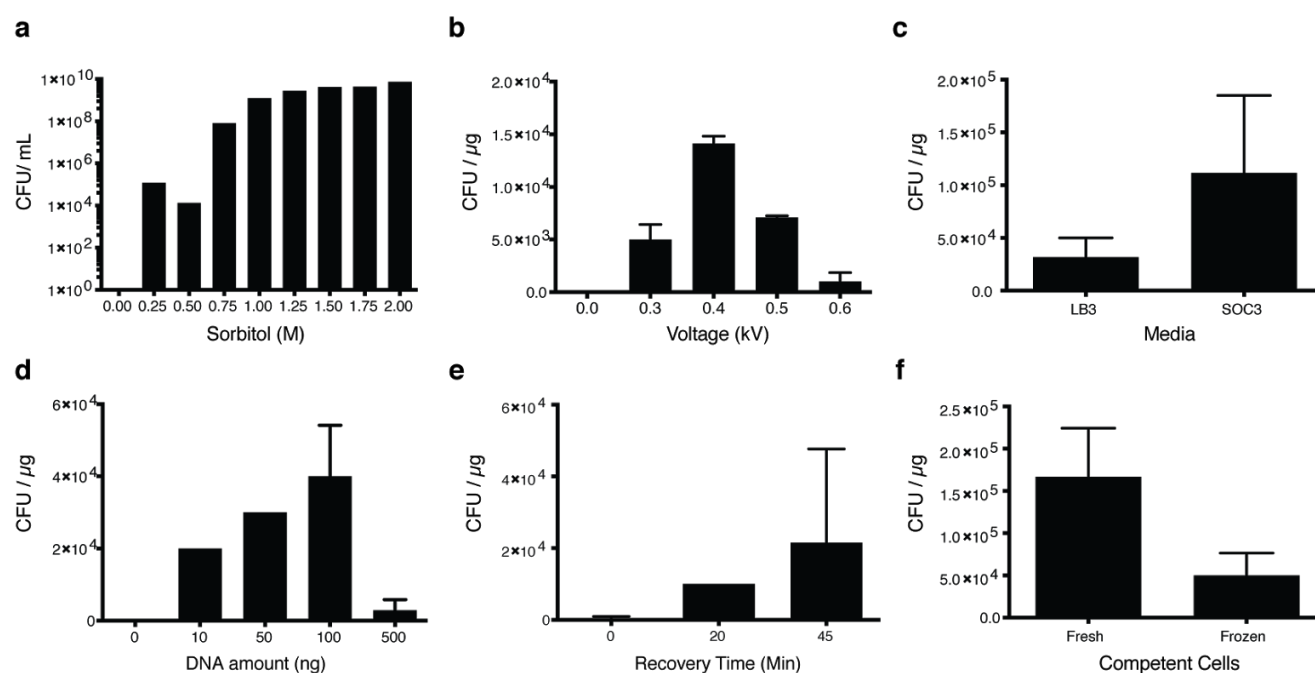 a
CFU/ mL
1×10 10
1×10 8
1×10 6
1×10 4
1×10 2
1×10 0
0.00 0.25 0.50 0.75 1.00 1.25 1.50 1.75 2.00
Sorbitol (M)
b
CFU / µg
2.0×10 4
1.5×10 4
1.0×10 4
5.0×10 3
0.0
0.0 0.3 0.4 0.5 0.6
Voltage (kV)
c
CFU / µg
2.0×10 5
1.5×10 5
1.0×10 5
5.0×10 4
0.0
LB3 SOC3
Media
d
CFU / µg
6×10 4
4×10 4
2×10 4
0
0 10 50 100 500
DNA amount (ng)
e
CFU / µg
6×10 4
4×10 4
2×10 4
0
0 20 45
Recovery Time (Min)
f
CFU / µg
2.5×10 5
2.0×10 5
1.5×10 5
1.0×10 5
5.0×10 4
0.0
Fresh Frozen
Competent Cells